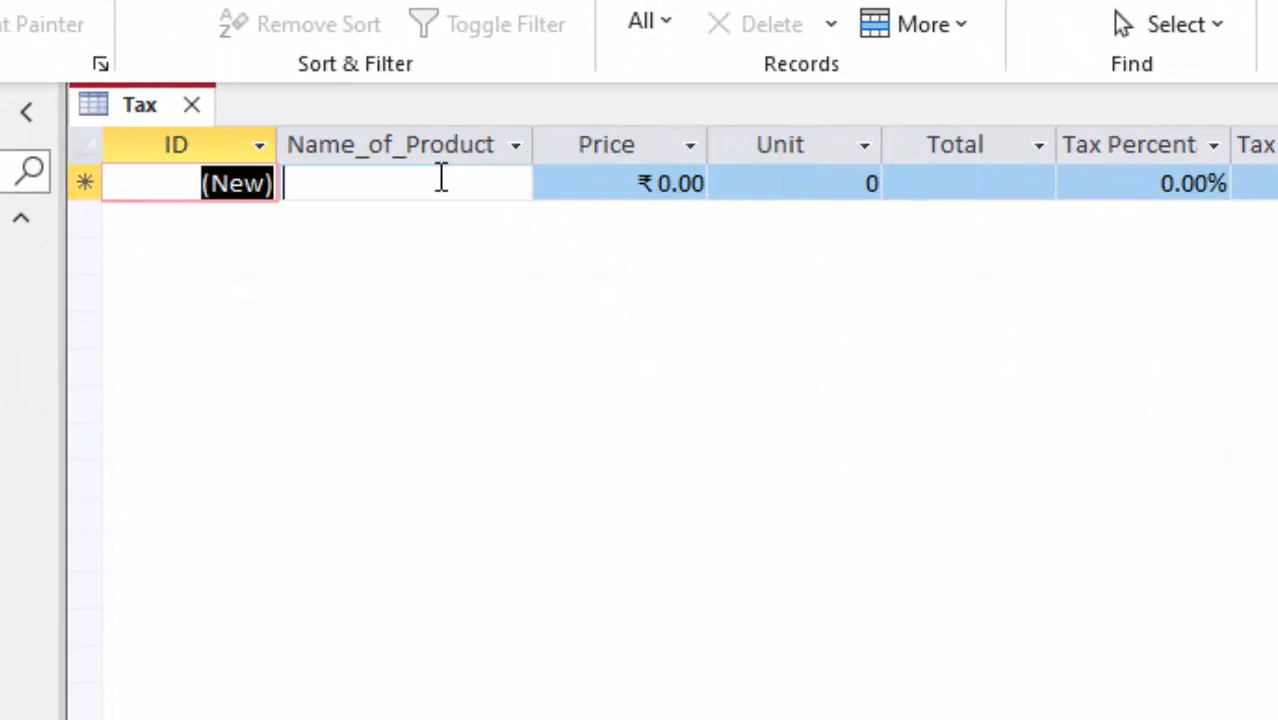 t Painter
Remove Sort
Toggle Filter
All
Delete
More
Select
Sort & Filter
Records
Find
Tax
ID
Name_of_Product
Price
Unit
Total
Tax Percent
Tax
(New)
₹ 0.00
0
0.00%